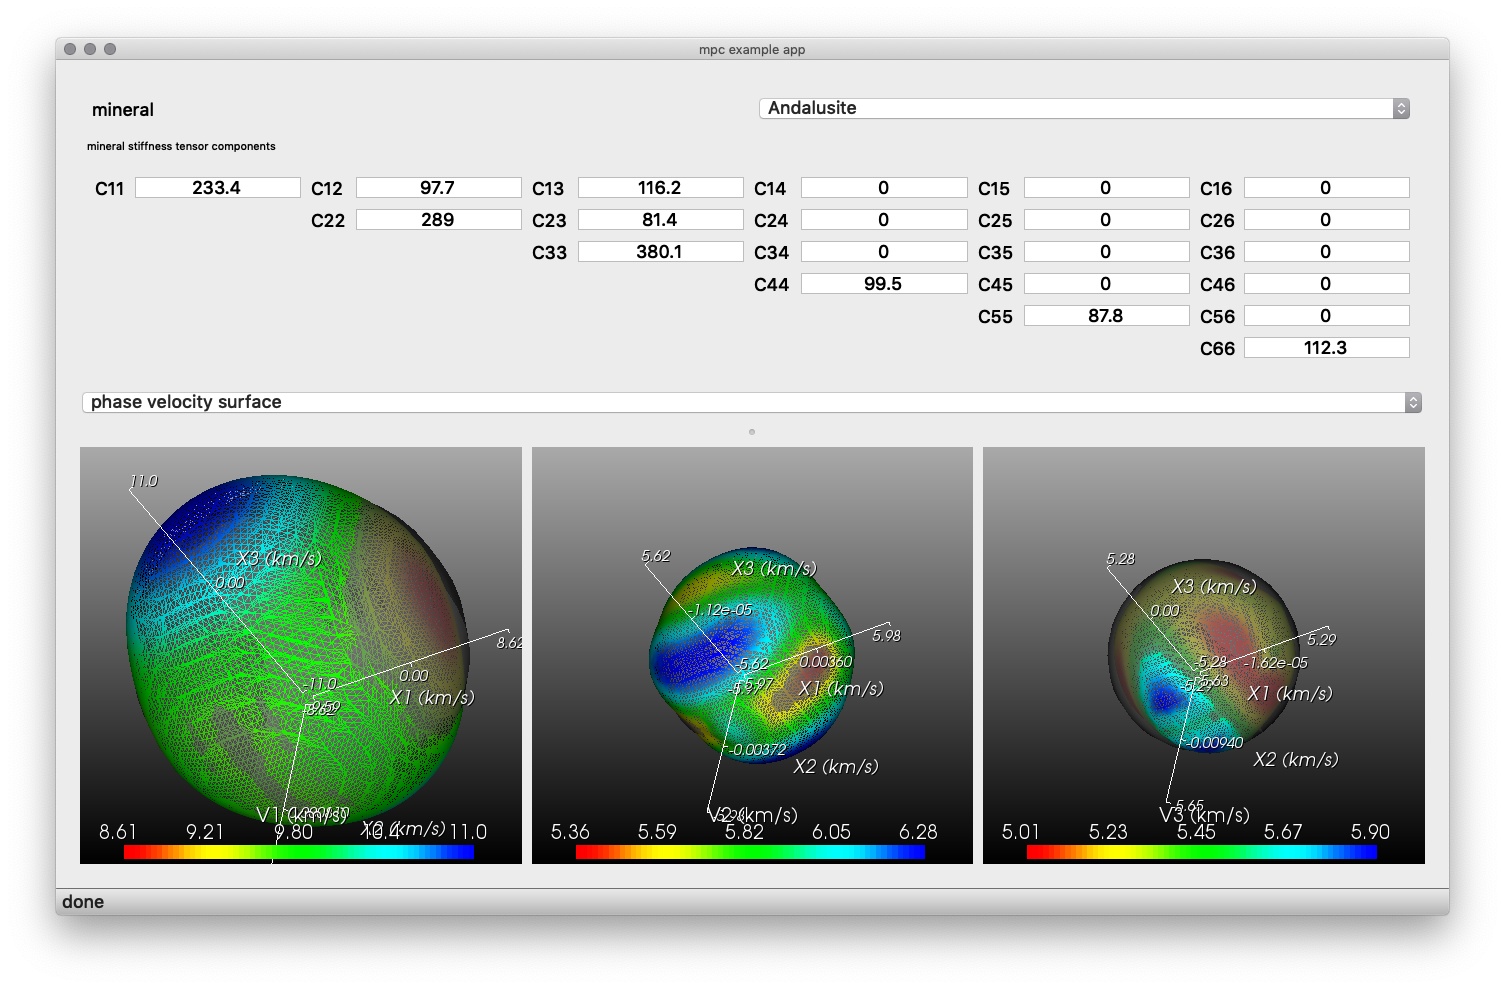 mpc example app
mineral Andalusite
mineral stiffness tensor components
C11 233.4 C12 97.7 C13 116.2 C14 0 C15 0 C16 0
C22 289 C23 81.4 C24 0 C25 0 C26 0
C33 380.1 C34 0 C35 0 C36 0
C44 99.5 C45 0 C46 0
C55 87.8 C56 0
C66 112.3
phase velocity surface
11.0
X3 (km/s)
0.00
8.62
0.00
-11.0
X1 (km/s)
V1 (km/s)
X2 (km/s)
8.61 9.21 9.80 10.4 11.0
5.62
X3 (km/s)
-1.12e-05
5.98
-5.62
0.00360
X1 (km/s)
-0.00372
X2 (km/s)
V2 (km/s)
5.36 5.59 5.82 6.05 6.28
5.28
X3 (km/s)
0.00
5.29
-5.28
-1.62e-05
X1 (km/s)
-0.00940
X2 (km/s)
5.65
V3 (km/s)
5.01 5.23 5.45 5.67 5.90
done